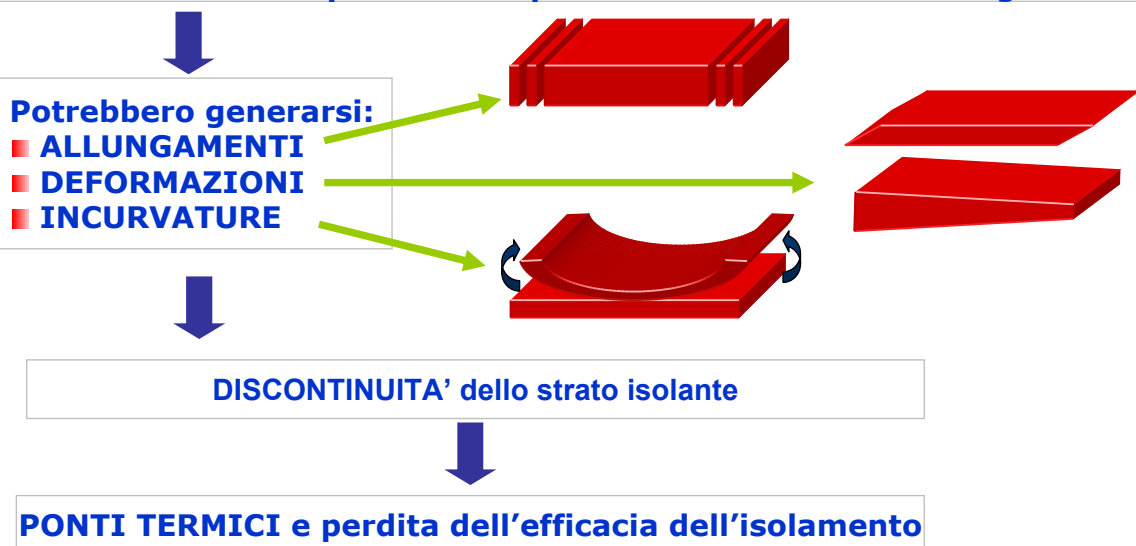 Potrebbero generarsi:
ALLUNGAMENTI
DEFORMAZIONI
INCURVATURE
DISCONTINUITA’ dello strato isolante
PONTI TERMICI e perdita dell’efficacia dell’isolamento